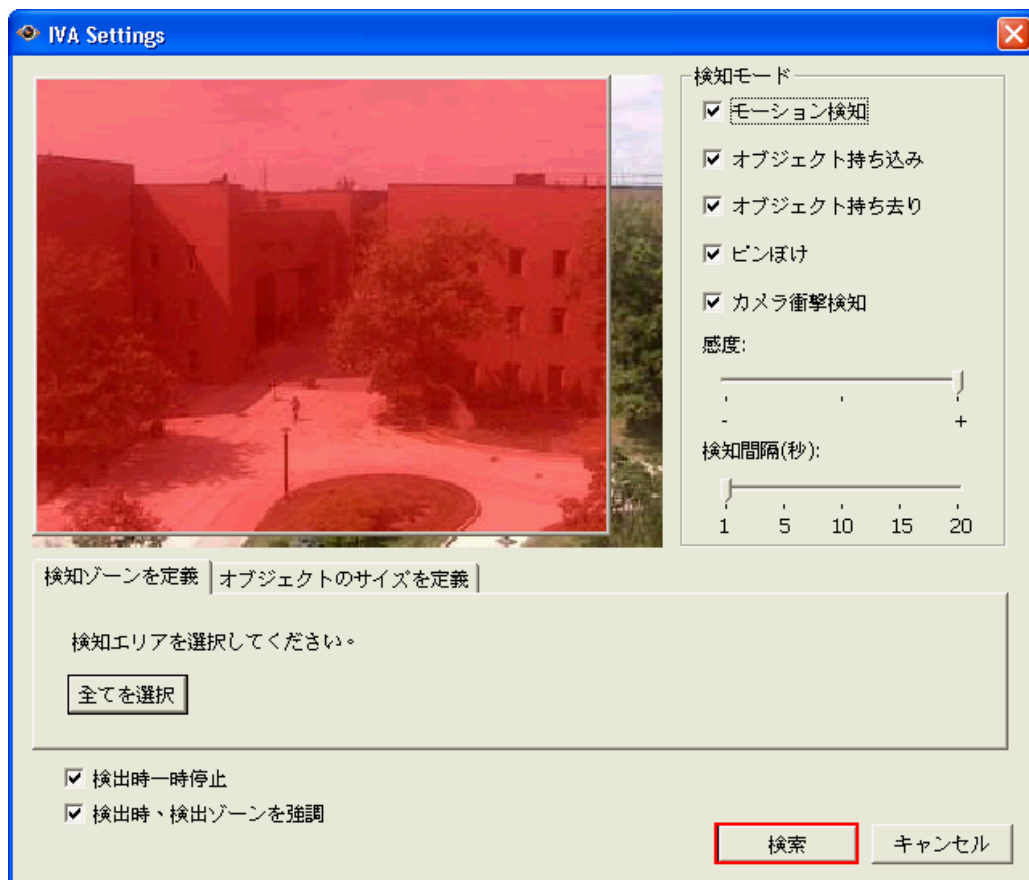 IVA Settings
検知モード
モーション検知
オブジェクト持ち込み
オブジェクト持ち去り
ピンぼけ
カメラ衝撃検知
感度:
- +
検知間隔(秒):
1 5 10 15 20
検知ゾーンを定義 オブジェクトのサイズを定義
検知エリアを選択してください。
全てを選択
検出時一時停止
検出時、検出ゾーンを強調
検索 キャンセル